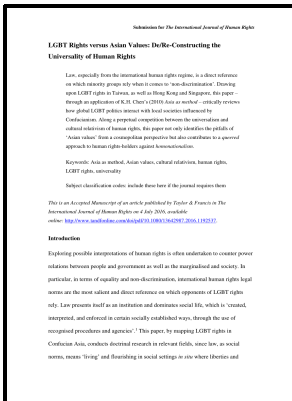 Submission for The International Journal of Human Rights
LGBT Rights versus Asian Values: De/Re-Constructing the
Universality of Human Rights
Law, especially from the international human rights regime, is a direct reference
on which minority groups rely when it comes to ‘non-discrimination’. Drawing
upon LGBT rights in Taiwan, as well as Hong Kong and Singapore, this paper –
through an application of K.H. Chen’s (2010) Asia as method – critically reviews
how global LGBT politics interact with local societies influenced by
Confucianism. Along a perpetual competition between the universalism and
cultural relativism of human rights, this paper not only identifies the pitfalls of
‘Asian values’ from a cosmopolitan perspective but also contributes to a queered
approach to human rights-holders against homonationalism.
Keywords: Asia as method, Asian values, cultural relativism, human rights,
LGBT rights, universality
Subject classification codes: include these here if the journal requires them
This is an Accepted Manuscript of an article published by Taylor & Francis in The
International Journal of Human Rights on 4 July 2016, available
online: http://www.tandfonline.com/doi/pdf/10.1080/13642987.2016.1192537.
Introduction
Exploring possible interpretations of human rights is often undertaken to counter power
relations between people and government as well as the marginalised and society. In
particular, in terms of equality and non-discrimination, international human rights legal
norms are the most salient and direct reference on which opponents of LGBT rights
rely. Law presents itself as an institution and dominates social life, which is ‘created,
interpreted, and enforced in certain socially established ways, through the use of
recognised procedures and agencies’.¹ This paper, by mapping LGBT rights in
Confucian Asia, conducts doctrinal research in relevant fields, since law, as social
norms, means ‘living’ and flourishing in social settings in situ where liberties and